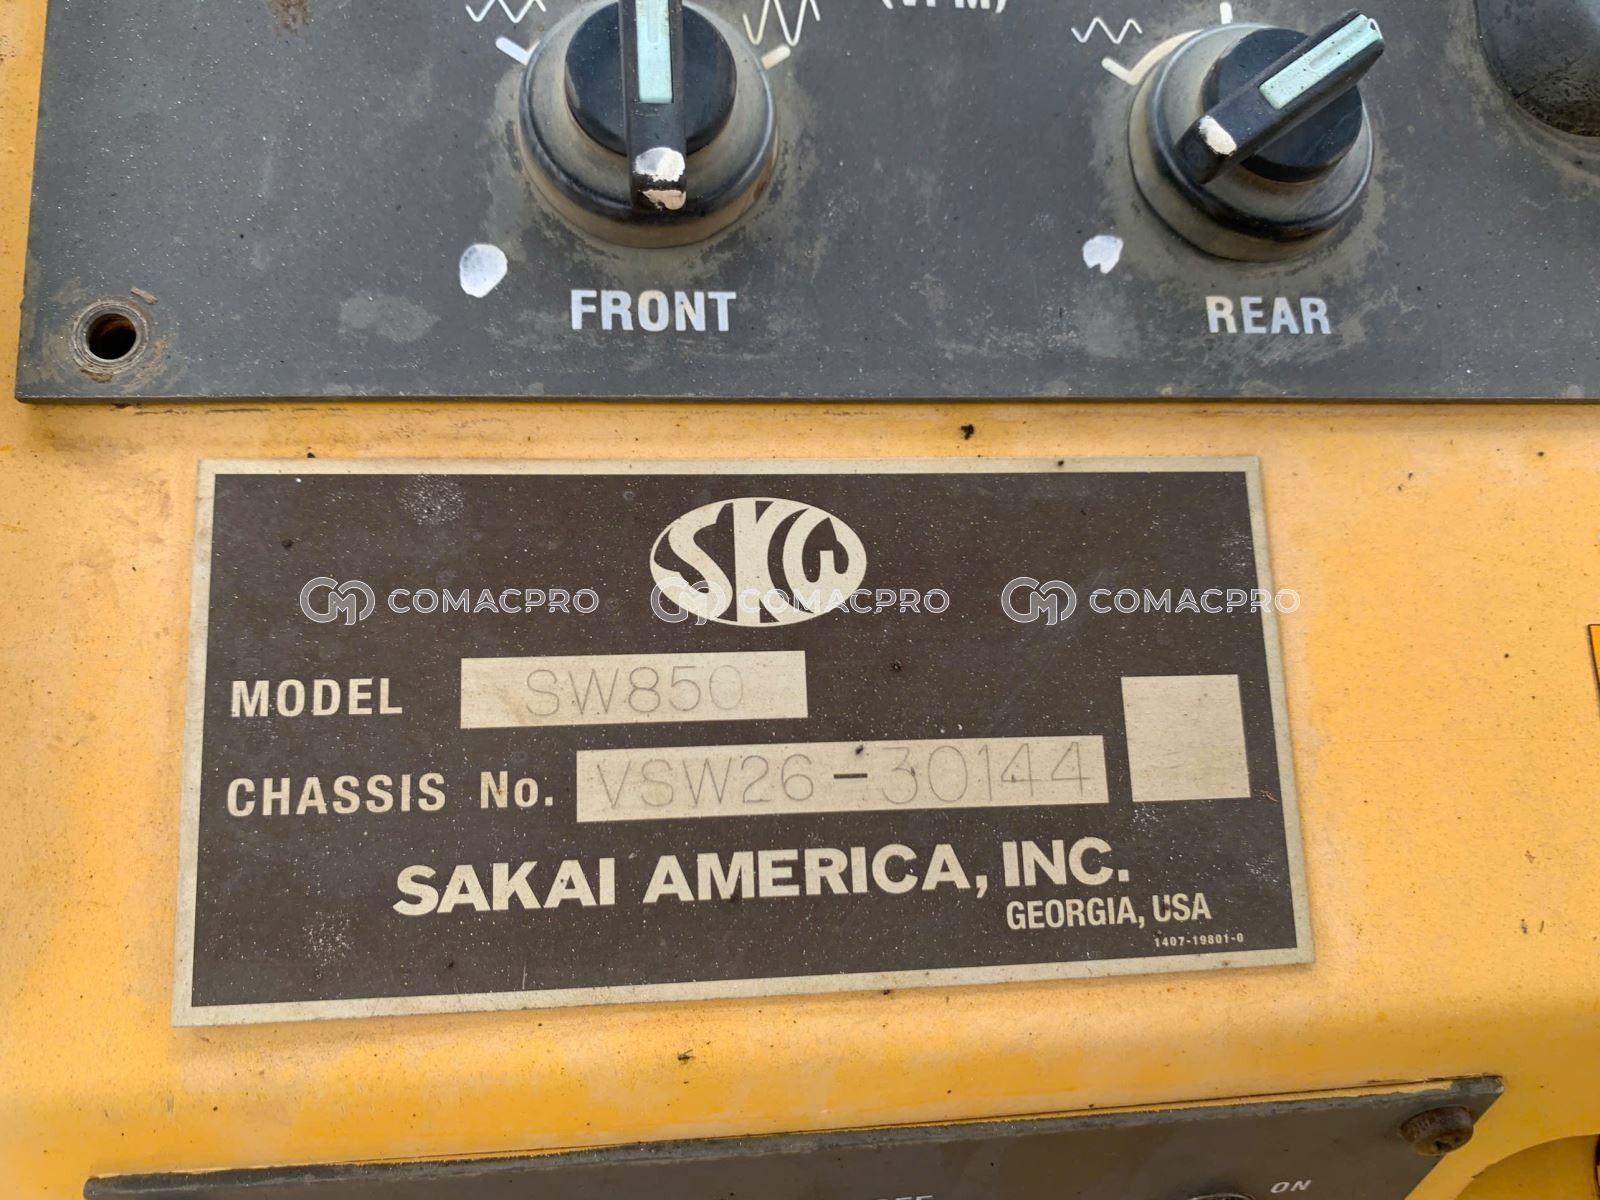 (VPM)
FRONT REAR
SKW
COMACPRO COMACPRO COMACPRO
MODEL SW850
CHASSIS No. VSW26-30144
SAKAI AMERICA, INC.
GEORGIA, USA
1407-19801-0
ON